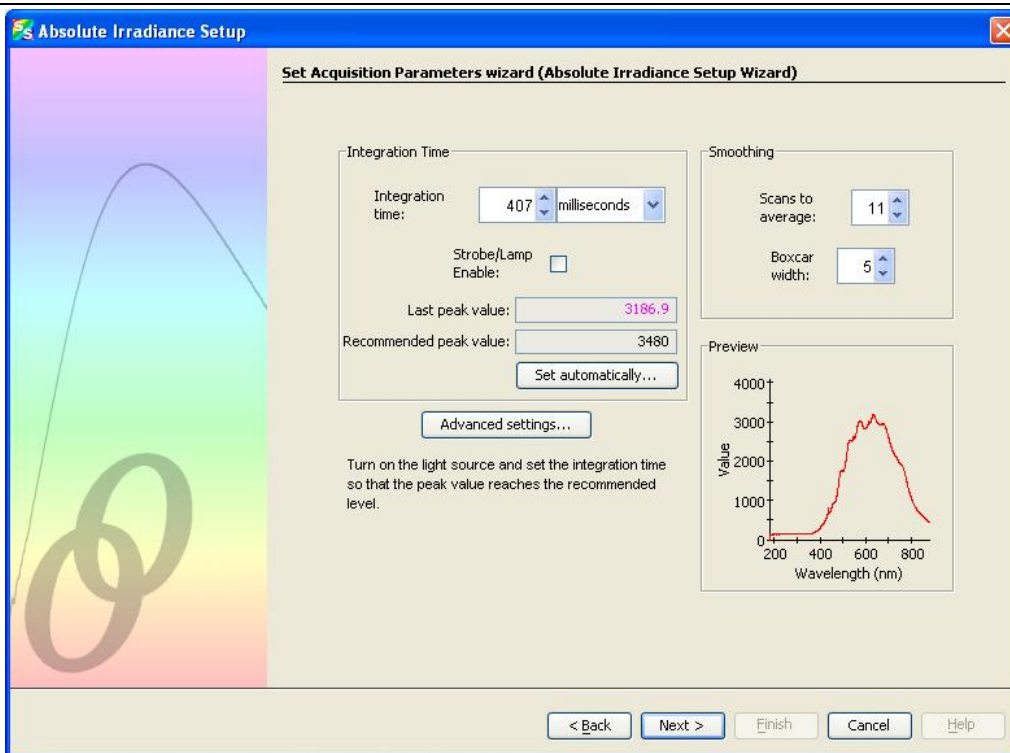 Absolute Irradiance Setup
Set Acquisition Parameters wizard (Absolute Irradiance Setup Wizard)
Integration Time
Integration
time:
407
milliseconds
Strobe/Lamp
Enable:
Last peak value:
3186.9
Recommended peak value:
3480
Set automatically...
Advanced settings...
Turn on the light source and set the integration time
so that the peak value reaches the recommended
level.
Smoothing
Scans to
average:
11
Boxcar
width:
5
Preview
4000
3000
2000
1000
0
Value
200 400 600 800
Wavelength (nm)
< Back
Next >
Finish
Cancel
Help